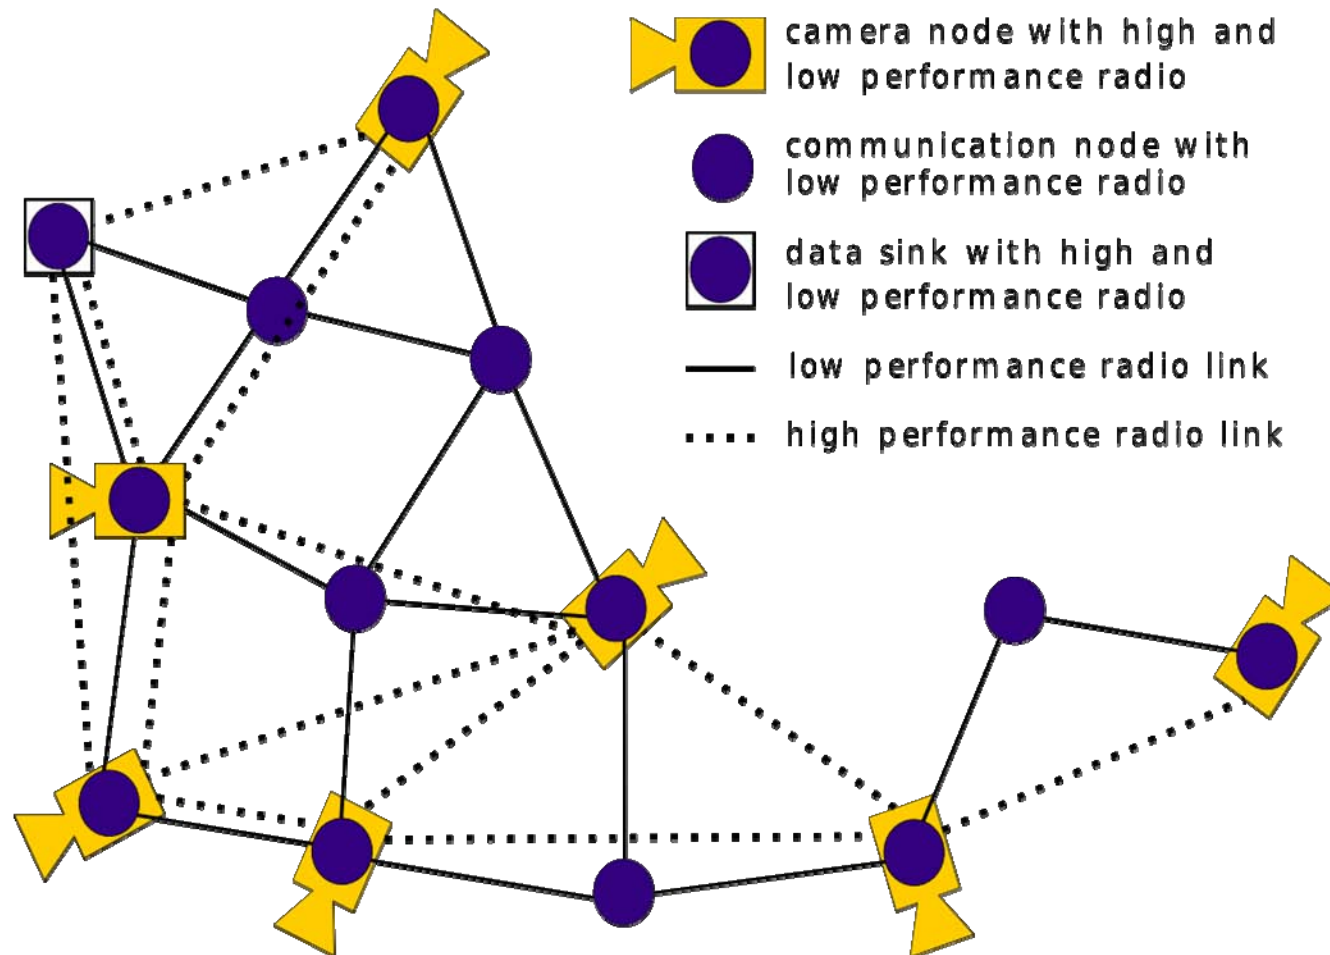 camera node with high and
low performance radio
communication node with
low performance radio
data sink with high and
low performance radio
low performance radio link
high performance radio link